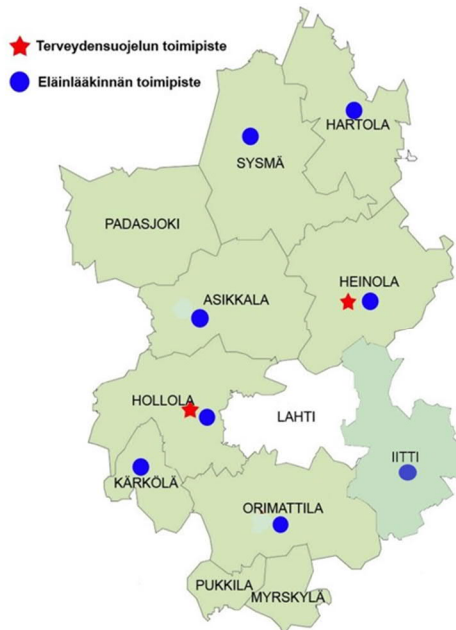 Terveydensuojelun toimipiste
Eläinlääkinnän toimipiste
HARTOLA
SYSMÄ
PADASJOKI
HEINOLA
ASIKKALA
HOLLOLA
LAHTI
IITTI
KÄRKÖLÄ
ORIMATTILA
PUKKILA
MYRSKYLÄ